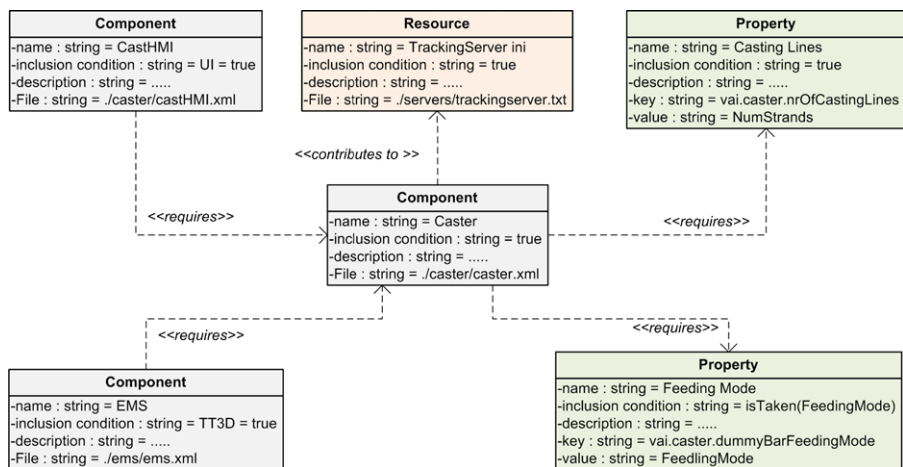 Component
-name : string = CastHMI
-inclusion condition : string = UI = true
-description : string = .....
-File : string = ./caster/castHMI.xml
Resource
-name : string = TrackingServer ini
-inclusion condition : string = true
-description : string = .....
-File : string = ./servers/trackingserver.txt
Property
-name : string = Casting Lines
-inclusion condition : string = true
-description : string = .....
-key : string = vai.caster.nrOfCastingLines
-value : string = NumStrands
<<contributes to >>
<<requires>>
Component
-name : string = Caster
-inclusion condition : string = true
-description : string = .....
-File : string = ./caster/caster.xml
<<requires>>
<<requires>>
<<requires>>
Component
-name : string = EMS
-inclusion condition : string = TT3D = true
-description : string = .....
-File : string = ./ems/ems.xml
Property
-name : string = Feeding Mode
-inclusion condition : string = isTaken(FeedingMode)
-description : string = .....
-key : string = vai.caster.dummyBarFeedingMode
-value : string = FeedlingMode